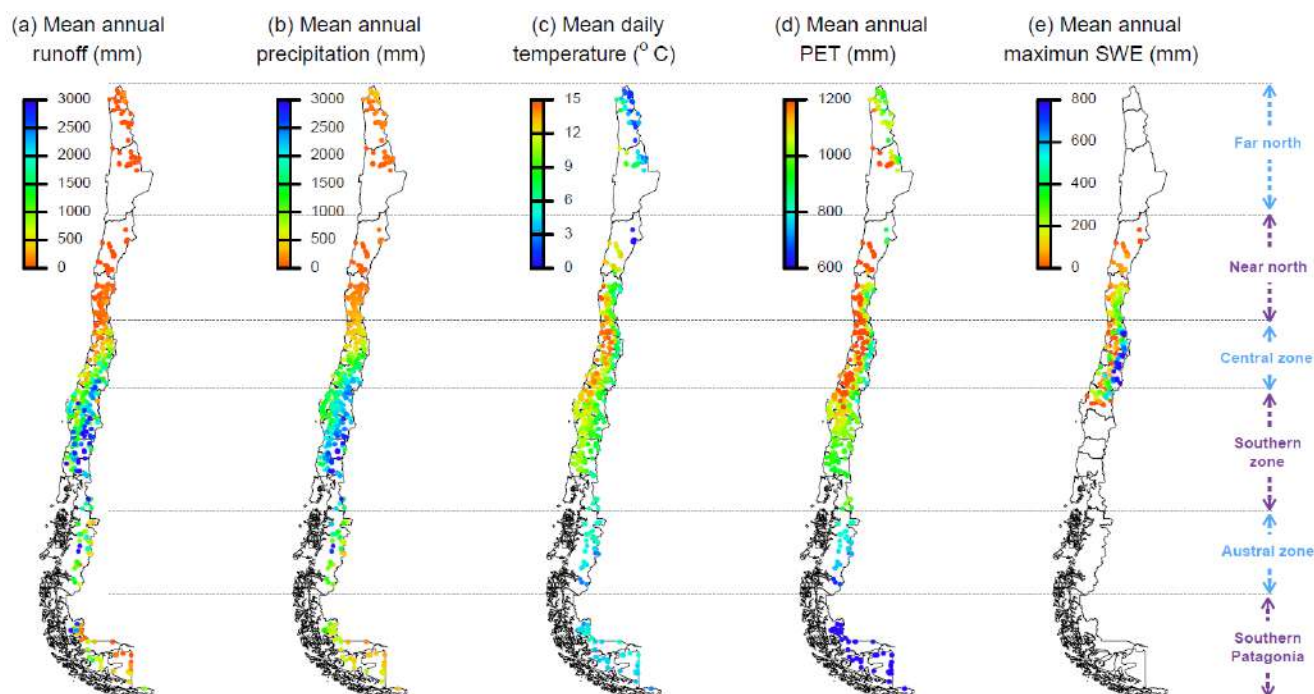 (a) Mean annual
runoff (mm)
(b) Mean annual
precipitation (mm)
(c) Mean daily
temperature (° C)
(d) Mean annual
PET (mm)
(e) Mean annual
maximun SWE (mm)
3000
2500
2000
1500
1000
500
0
3000
2500
2000
1500
1000
500
0
15
12
9
6
3
0
1200
1000
800
600
800
600
400
200
0
Far north
Near north
Central zone
Southern
zone
Austral zone
Southern
Patagonia